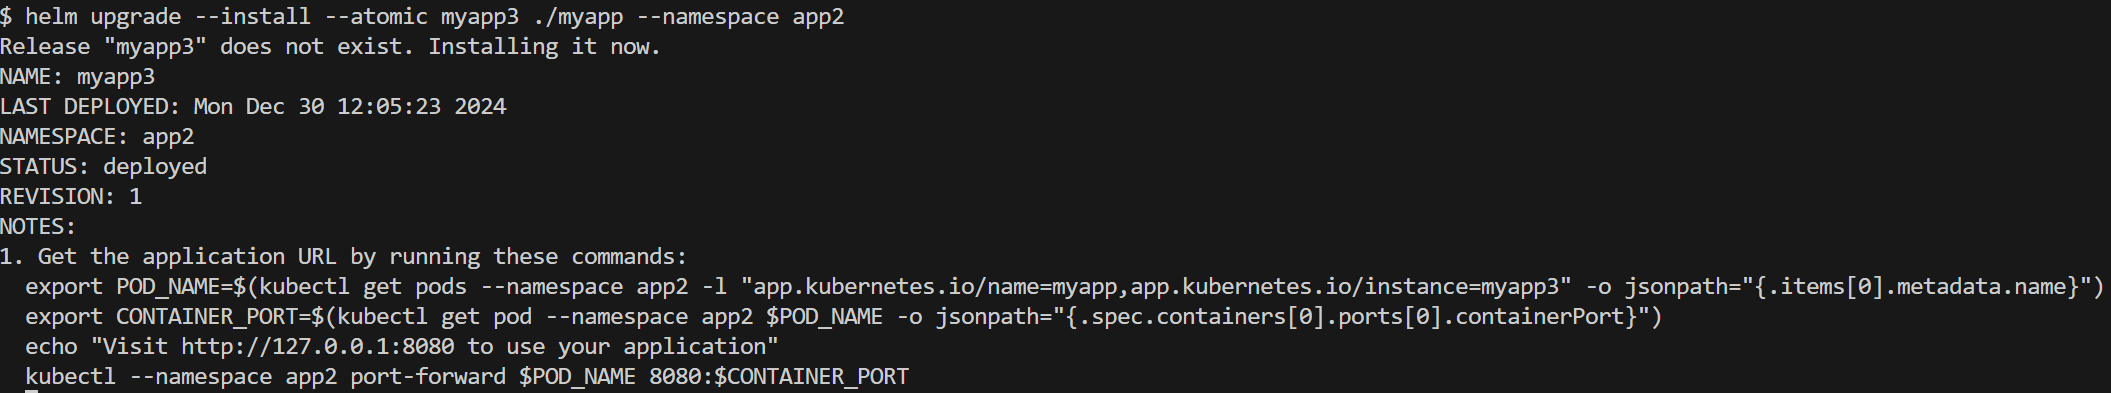 $ helm upgrade --install --atomic myapp3 ./myapp --namespace app2
Release "myapp3" does not exist. Installing it now.
NAME: myapp3
LAST DEPLOYED: Mon Dec 30 12:05:23 2024
NAMESPACE: app2
STATUS: deployed
REVISION: 1
NOTES:
1. Get the application URL by running these commands:
  export POD_NAME=$(kubectl get pods --namespace app2 -l "app.kubernetes.io/name=myapp,app.kubernetes.io/instance=myapp3" -o jsonpath="{.items[0].metadata.name}")
  export CONTAINER_PORT=$(kubectl get pod --namespace app2 $POD_NAME -o jsonpath="{.spec.containers[0].ports[0].containerPort}")
  echo "Visit http://127.0.0.1:8080 to use your application"
  kubectl --namespace app2 port-forward $POD_NAME 8080:$CONTAINER_PORT